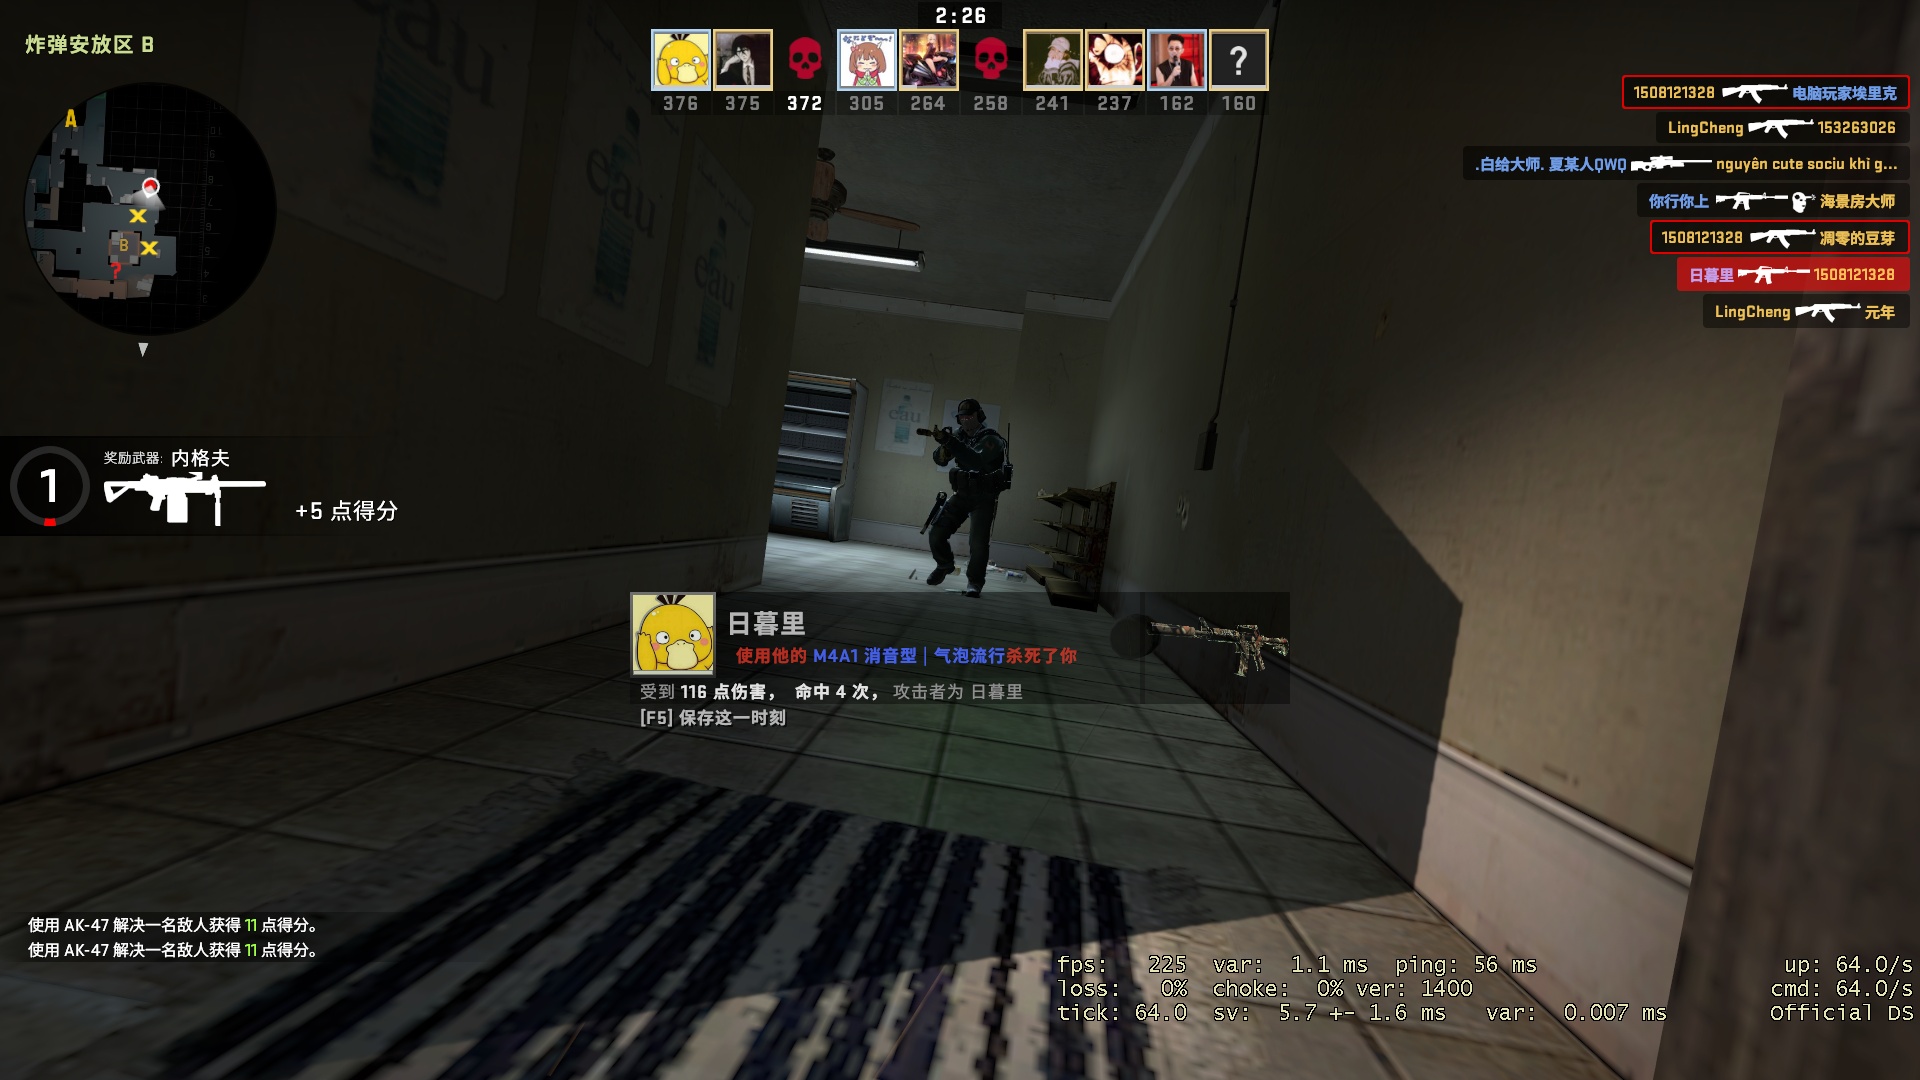 2:26
炸弹安放区 B
376 375 372 305 264 258 241 237 162 160
?
A
B
?
1508121328 电脑玩家埃里克
LingCheng 153263026
.白给大师. 夏某人QWQ nguyên cute sociu khi g...
你行你上 海景房大师
1508121328 凋零的豆芽
日暮里 1508121328
LingCheng 元年
eau
eau
eau
eau
1 奖励武器: 内格夫
+5 点得分
日暮里
使用他的 M4A1 消音型 | 气泡流行杀死了你
受到 116 点伤害， 命中 4 次， 攻击者为 日暮里
[F5] 保存这一时刻
使用 AK-47 解决一名敌人获得 11 点得分。
使用 AK-47 解决一名敌人获得 11 点得分。
fps: 225 var: 1.1 ms ping: 56 ms up: 64.0/s
loss: 0% choke: 0% ver: 1400 cmd: 64.0/s
tick: 64.0 sv: 5.7 +- 1.6 ms var: 0.007 ms Official DS